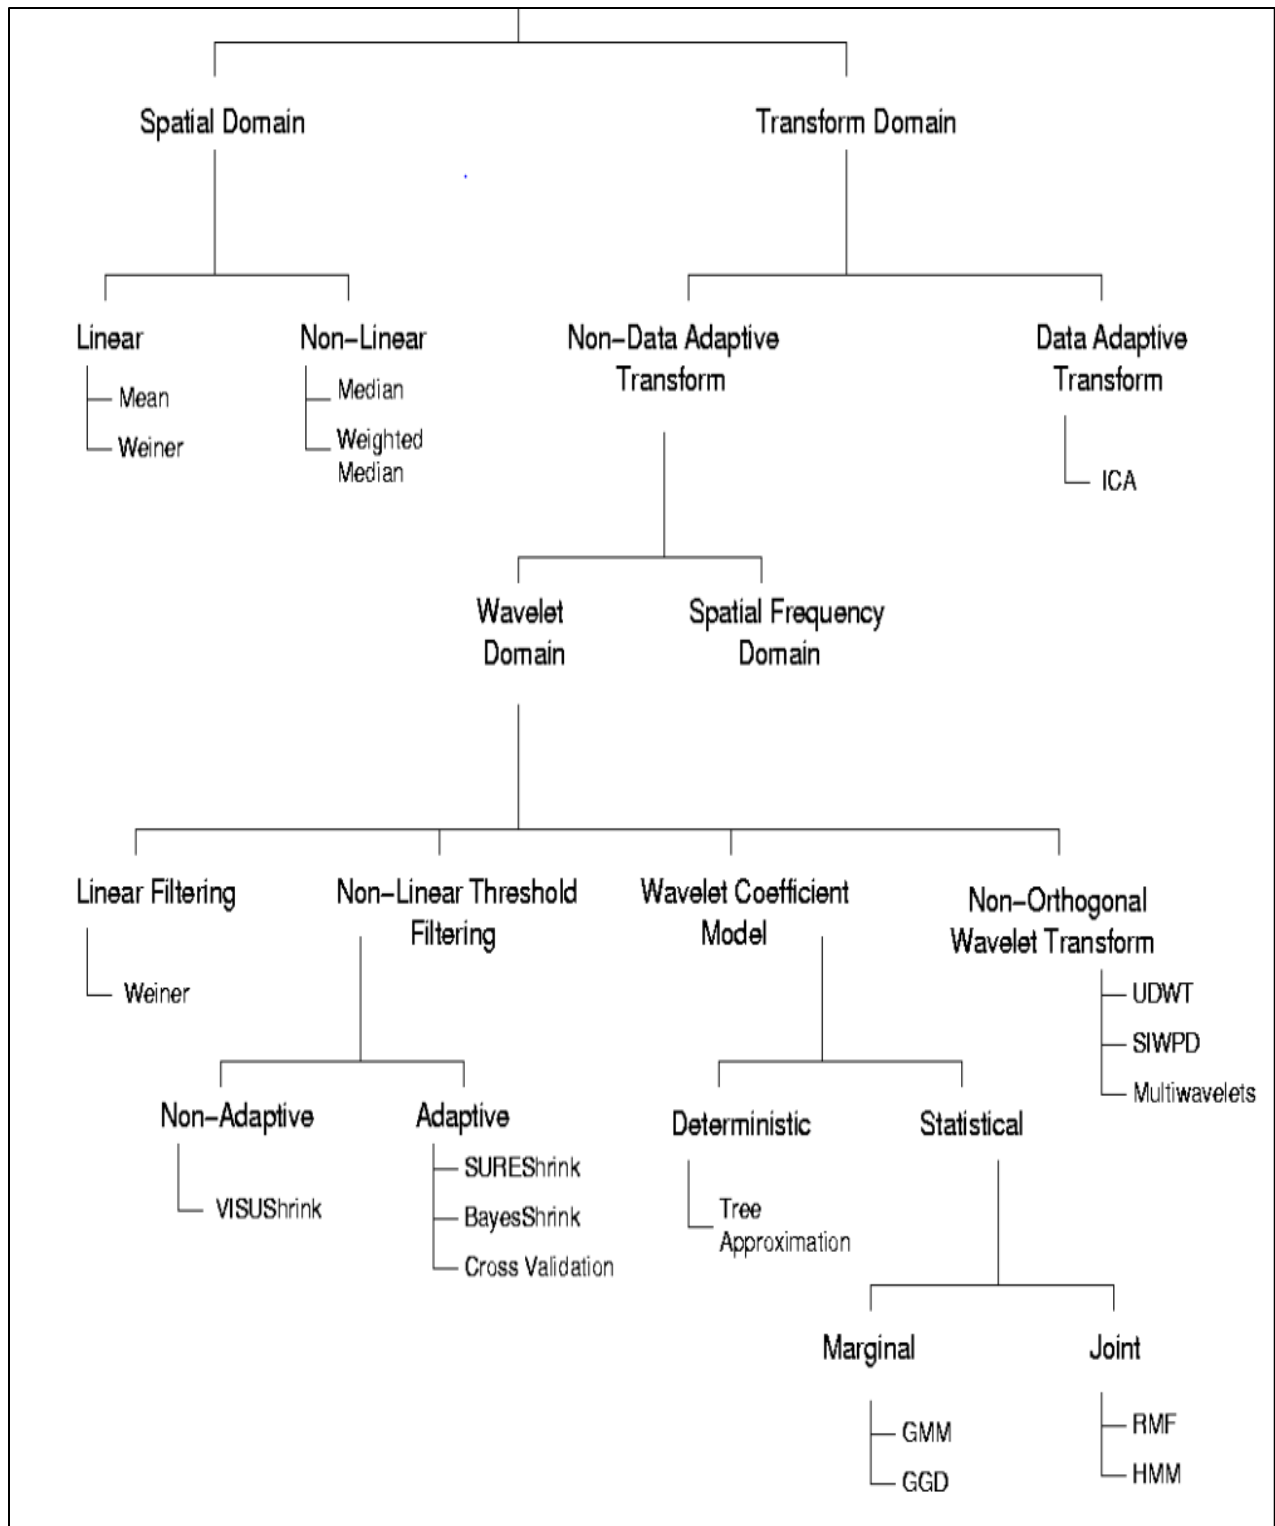 Spatial Domain
Transform Domain
Linear
Mean
Weiner
Non-Linear
Median
Weighted
Median
Non-Data Adaptive
Transform
Data Adaptive
Transform
ICA
Wavelet
Domain
Spatial Frequency
Domain
Linear Filtering
Weiner
Non-Linear Threshold
Filtering
Wavelet Coefficient
Model
Non-Orthogonal
Wavelet Transform
UDWT
SIWPD
Multiwavelets
Non-Adaptive
VISUShrink
Adaptive
SUREShrink
BayesShrink
Cross Validation
Deterministic
Tree
Approximation
Statistical
Marginal
GMM
GGD
Joint
RMF
HMM